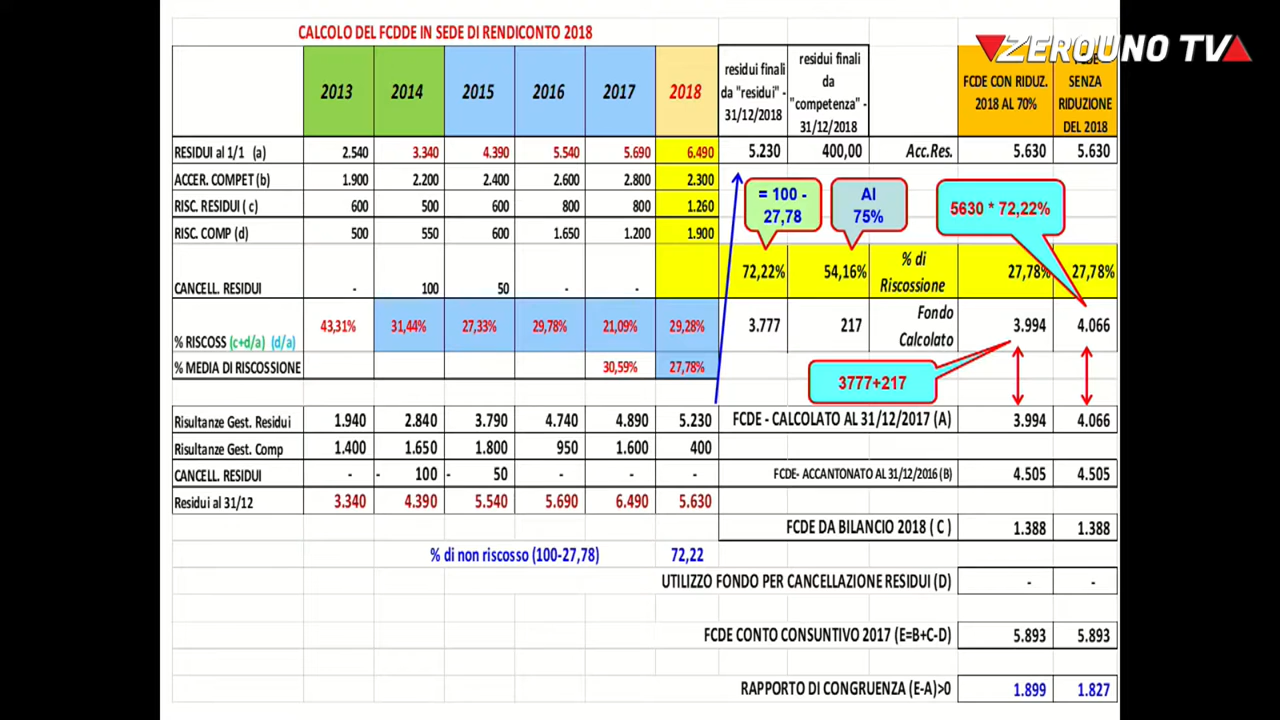 CALCOLO DEL FCDDE IN SEDE DI RENDICONTO 2018
ZEROUNO TV
2013 2014 2015 2016 2017 2018 residui finali da "residui" - 31/12/2018 residui finali da "competenza" - 31/12/2018 FCDE CON RIDUZ. 2018 AL 70% SENZA RIDUZIONE DEL 2018
RESIDUI al 1/1 (a) 2.540 3.340 4.390 5.540 5.690 6.490 5.230 400,00 Acc.Res. 5.630 5.630
ACCER. COMPET (b) 1.900 2.200 2.400 2.600 2.800 2.300
RISC. RESIDUI ( c) 600 500 600 800 800 1.260
RISC. COMP (d) 500 550 600 1.650 1.200 1.900
= 100 - 27,78
Al 75%
5630 * 72,22%
CANCELL. RESIDUI - 100 50 - - 72,22% 54,16% % di Riscossione 27,78% 27,78%
% RISCOSS (c+d/a) (d/a) 43,31% 31,44% 27,33% 29,78% 21,09% 29,28% 3.777 217 Fondo Calcolato 3.994 4.066
% MEDIA DI RISCOSSIONE 30,59% 27,78%
3777+217
Risultanze Gest. Residui 1.940 2.840 3.790 4.740 4.890 5.230 FCDE - CALCOLATO AL 31/12/2017 (A) 3.994 4.066
Risultanze Gest. Comp 1.400 1.650 1.800 950 1.600 400
CANCELL. RESIDUI - - 100 - 50 - - - FCDE- ACCANTONATO AL 31/12/2016 (B) 4.505 4.505
Residui al 31/12 3.340 4.390 5.540 5.690 6.490 5.630
FCDE DA BILANCIO 2018 ( C ) 1.388 1.388
% di non riscosso (100-27,78) 72,22
UTILIZZO FONDO PER CANCELLAZIONE RESIDUI (D) - -
FCDE CONTO CONSUNTIVO 2017 (E=B+C-D) 5.893 5.893
RAPPORTO DI CONGRUENZA (E-A)>0 1.899 1.827